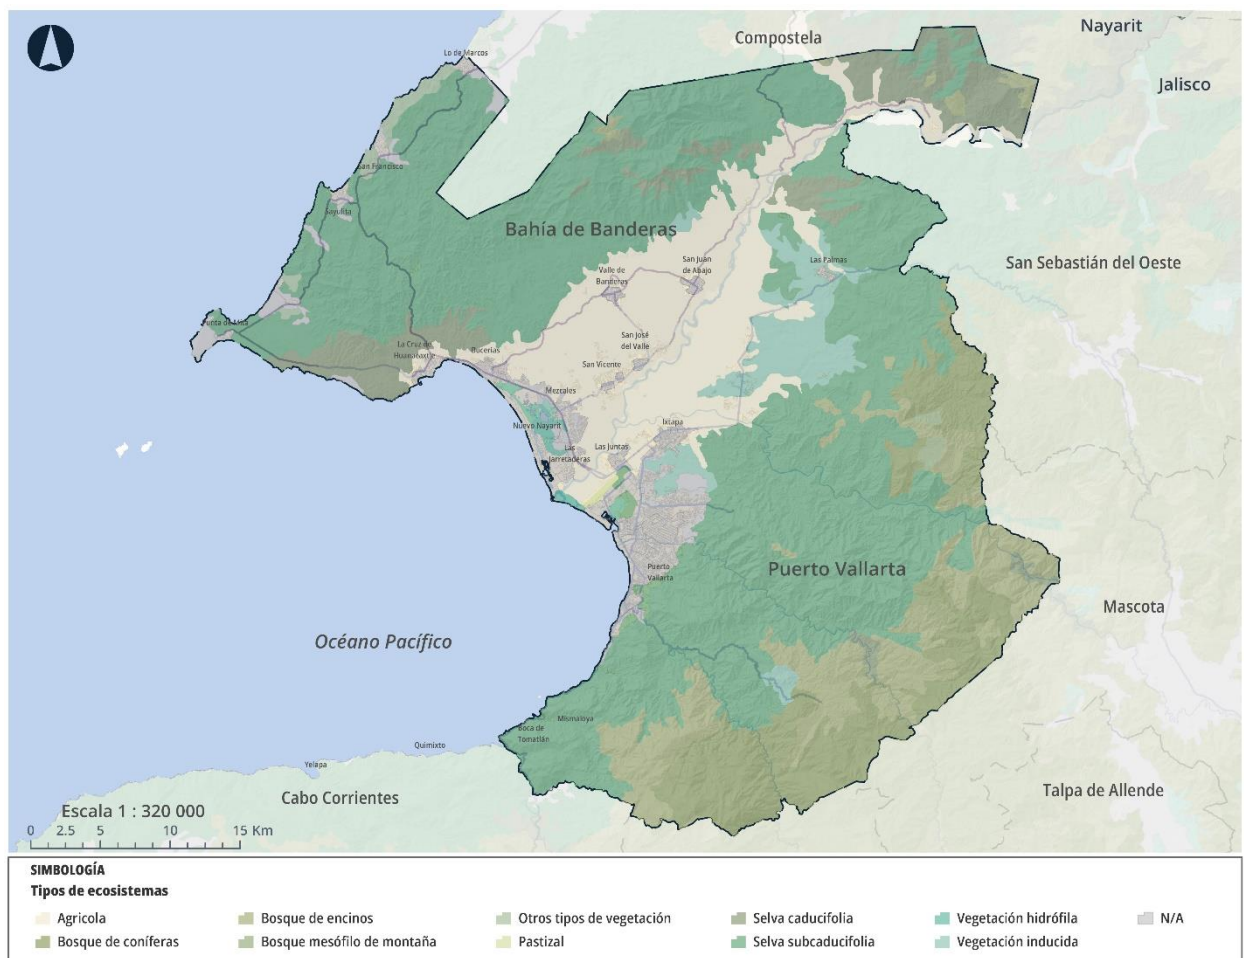 Nayarit
Compostela
Lo de Marcos
Jalisco
San Francisco
Sayulita
Bahía de Banderas
San Sebastián del Oeste
San Juan
de Abajo
Las Palmas
Valle de
Banderas
Punta de Mita
San José
del Valle
La Cruz de
Huanacaxtle
Bucerías
San Vicente
Mezcales
Nuevo Nayarit
Ixtapa
Las Juntas
Las
Jarretaderas
Puerto
Vallarta
Puerto Vallarta
Mascota
Océano Pacífico
Mismaloya
Boca de
Tomatlán
Quimixto
Yelapa
Cabo Corrientes
Talpa de Allende
Escala 1 : 320 000
0 2.5 5 10 15 Km
SIMBOLOGÍA
Tipos de ecosistemas
Agricola
Bosque de coníferas
Bosque de encinos
Bosque mesófilo de montaña
Otros tipos de vegetación
Pastizal
Selva caducifolia
Selva subcaducifolia
Vegetación hidrófila
Vegetación inducida
N/A